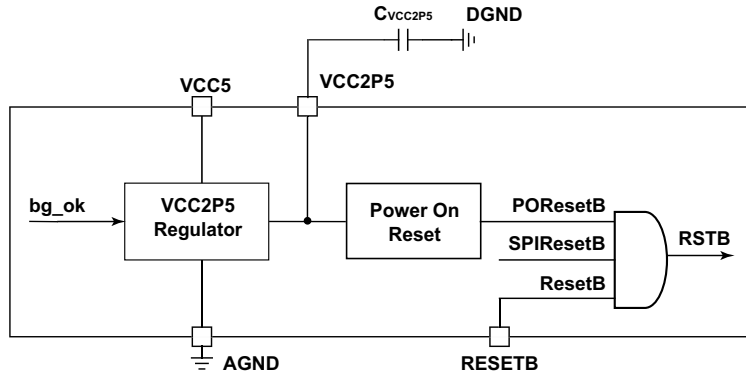 CVCC2P5
DGND
VCC5
VCC2P5
bg_ok
VCC2P5
Regulator
Power On
Reset
POResetB
SPIResetB
ResetB
RSTB
AGND
RESETB